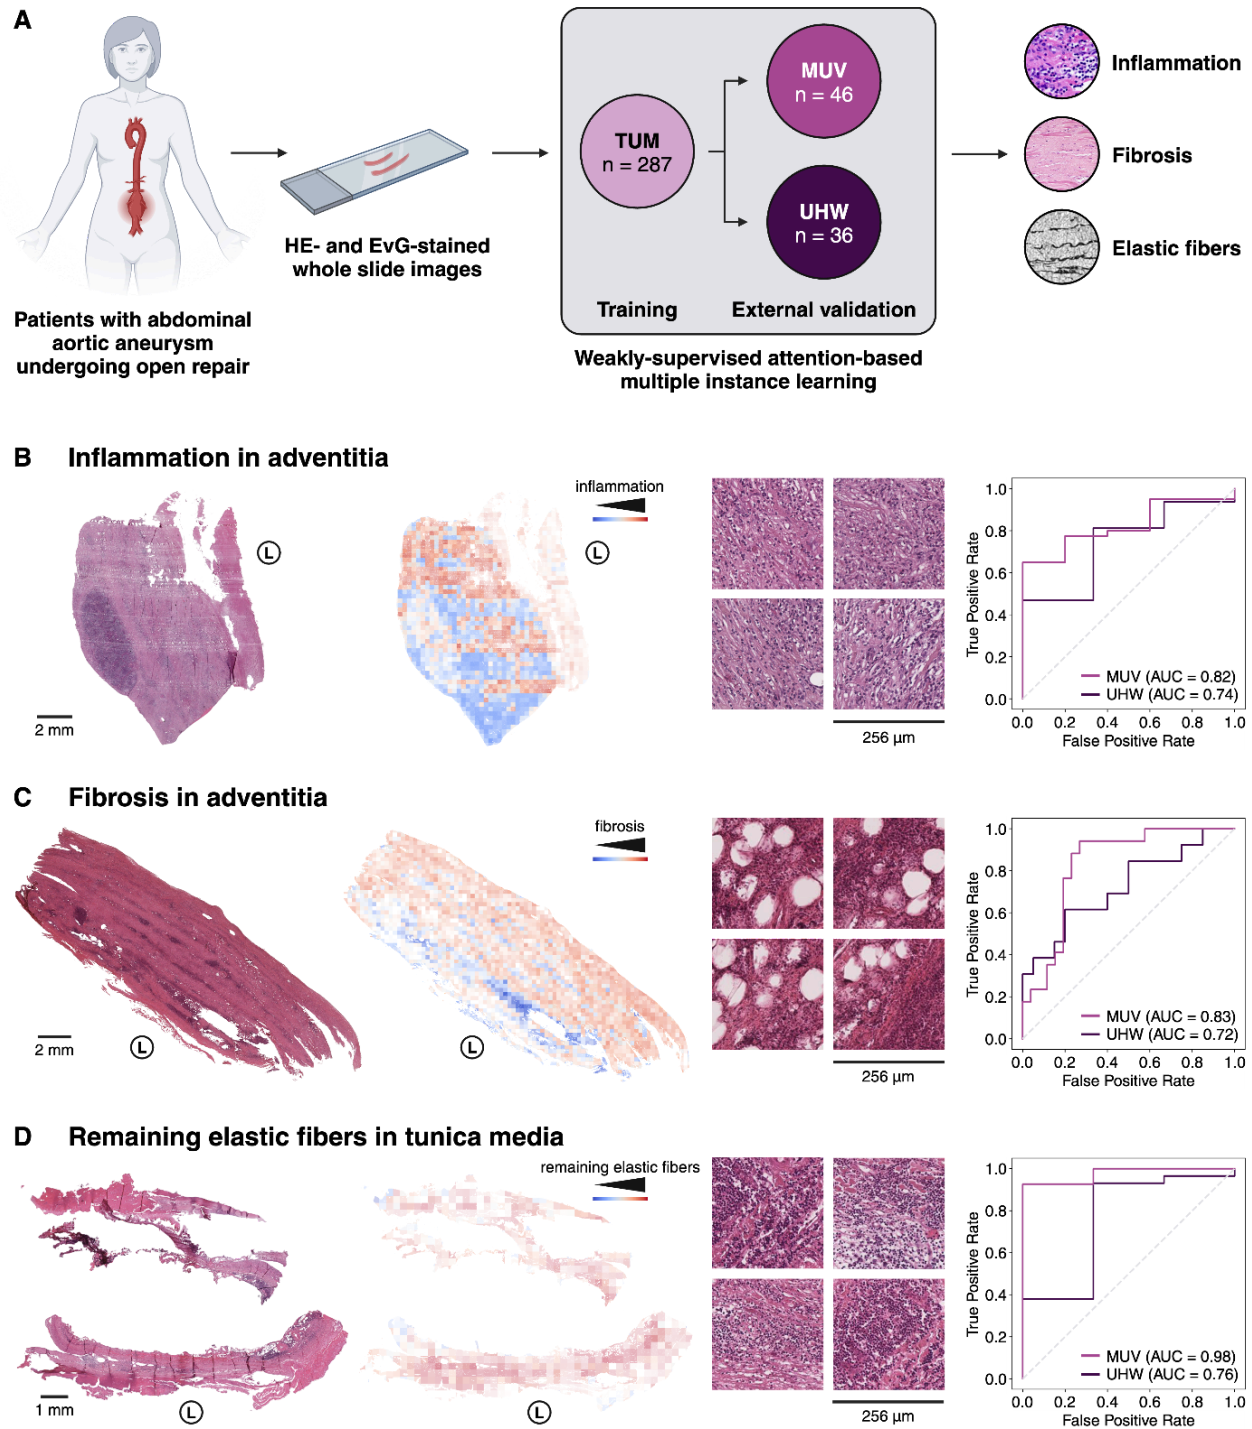 A
Patients with abdominal
aortic aneurysm
undergoing open repair
HE- and EvG-stained
whole slide images
TUM
n = 287
MUV
n = 46
UHW
n = 36
Training
External validation
Weakly-supervised attention-based
multiple instance learning
Inflammation
Fibrosis
Elastic fibers
B Inflammation in adventitia
L
2 mm
inflammation
L
256 µm
True Positive Rate
1.0
0.8
0.6
0.4
0.2
0.0
MUV (AUC = 0.82)
UHW (AUC = 0.74)
0.0 0.2 0.4 0.6 0.8 1.0
False Positive Rate
C Fibrosis in adventitia
2 mm
L
fibrosis
L
256 µm
True Positive Rate
1.0
0.8
0.6
0.4
0.2
0.0
MUV (AUC = 0.83)
UHW (AUC = 0.72)
0.0 0.2 0.4 0.6 0.8 1.0
False Positive Rate
D Remaining elastic fibers in tunica media
1 mm
L
remaining elastic fibers
L
256 µm
True Positive Rate
1.0
0.8
0.6
0.4
0.2
0.0
MUV (AUC = 0.98)
UHW (AUC = 0.76)
0.0 0.2 0.4 0.6 0.8 1.0
False Positive Rate